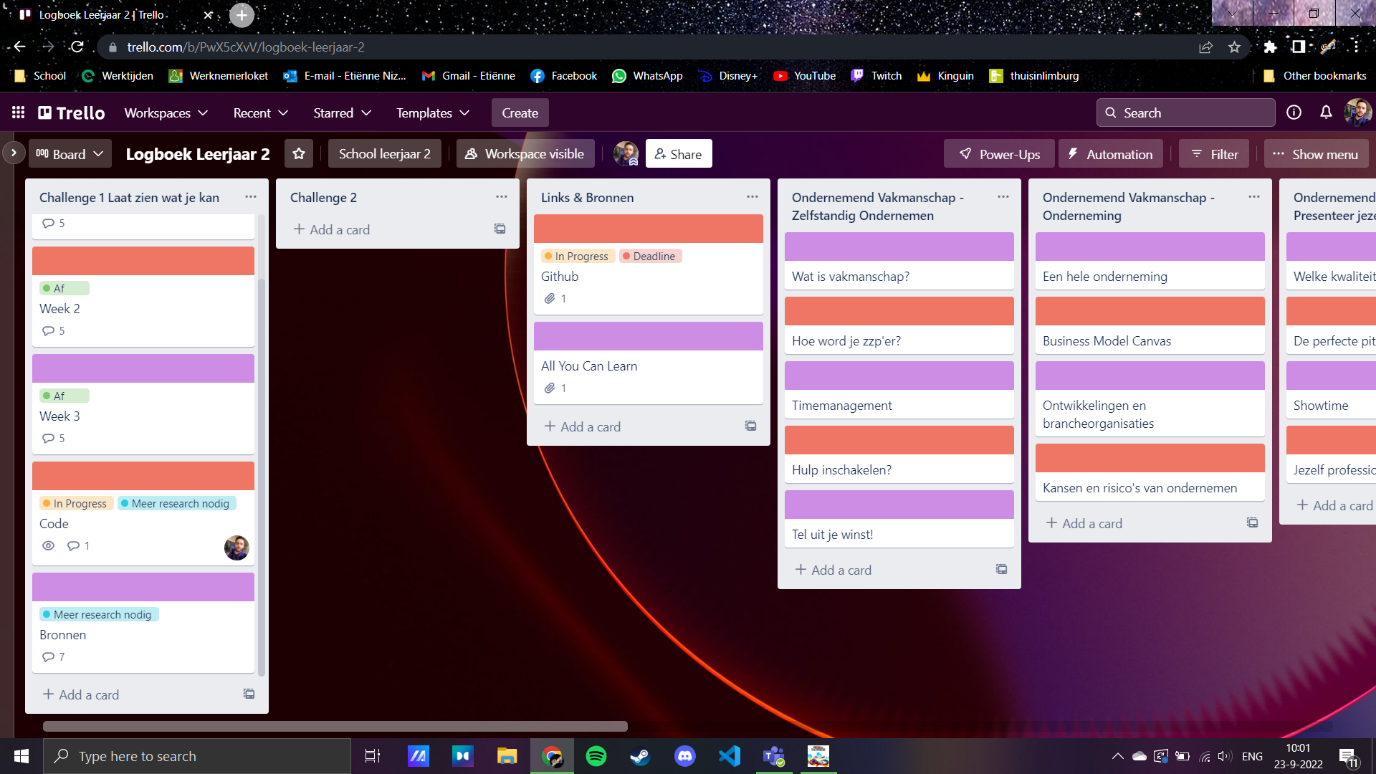 Logboek Leerjaar 2 | Trello
trello.com/b/PwX5cXvV/logboek-leerjaar-2
School Werktijden Werknemerloket E-mail - Etiënne Niz... Gmail - Etiënne Facebook WhatsApp Disney+ YouTube Twitch Kinguin thuisinlimburg Other bookmarks
Trello Workspaces Recent Starred Templates Create Search
Board Logboek Leerjaar 2 School leerjaar 2 Workspace visible Share Power-Ups Automation Filter Show menu
Challenge 1 Laat zien wat je kan
5
Af
Week 2
5
Af
Week 3
5
In Progress Meer research nodig
Code
1
Meer research nodig
Bronnen
7
Add a card
Challenge 2
Add a card
Links & Bronnen
In Progress Deadline
Github
1
All You Can Learn
1
Add a card
Ondernemend Vakmanschap -
Zelfstandig Ondernemen
Wat is vakmanschap?
Hoe word je zzp'er?
Timemanagement
Hulp inschakelen?
Tel uit je winst!
Add a card
Ondernemend Vakmanschap -
Onderneming
Een hele onderneming
Business Model Canvas
Ontwikkelingen en
brancheorganisaties
Kansen en risico's van ondernemen
Add a card
Ondernemend
Presenteer jeze
Welke kwaliteit
De perfecte pit
Showtime
Jezelf professio
Add a card
Type here to search
ENG
10:01
23-9-2022
11